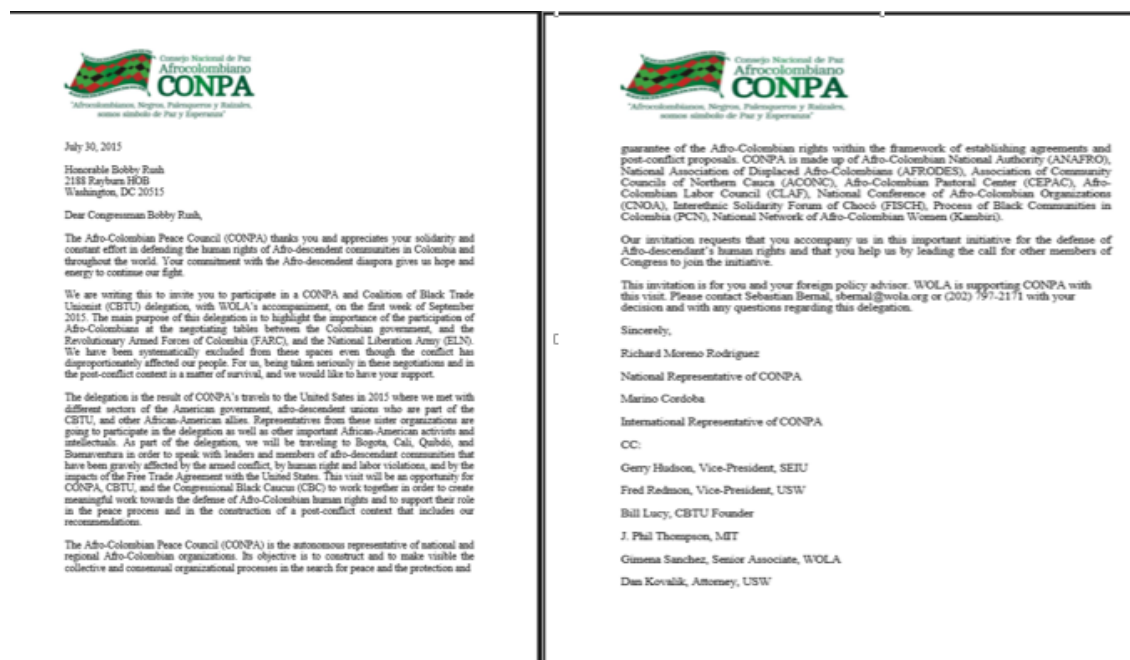 Consejo Nacional de Paz
Afrocolombiano
CONPA
"Afrocolombianos, Negros, Palenqueros y Raizales,
somos símbolo de Paz y Esperanza"
July 30, 2015
Honorable Bobby Rush
2188 Rayburn HOB
Washington, DC 20515
Dear Congressman Bobby Rush,
The Afro-Colombian Peace Council (CONPA) thanks you and appreciates your solidarity and
constant effort in defending the human rights of Afro-descendent communities in Colombia and
throughout the world. Your commitment with the Afro-descendent diaspora gives us hope and
energy to continue our fight.
We are writing this to invite you to participate in a CONPA and Coalition of Black Trade
Unionist (CBTU) delegation, with WOLA's accompaniment, on the first week of September
2015. The main purpose of this delegation is to highlight the importance of the participation of
Afro-Colombians at the negotiating tables between the Colombian government, and the
Revolutionary Armed Forces of Colombia (FARC), and the National Liberation Army (ELN).
We have been systematically excluded from these spaces even though the conflict has
disproportionately affected our people. For us, being taken seriously in these negotiations and in
the post-conflict context is a matter of survival, and we would like to have your support.
The delegation is the result of CONPA's travels to the United Sates in 2015 where we met with
different sectors of the American government, afro-descendent unions who are part of the
CBTU, and other African-American allies. Representatives from these sister organizations are
going to participate in the delegation as well as other important African-American activists and
intellectuals. As part of the delegation, we will be traveling to Bogota, Cali, Quibdó, and
Buenaventura in order to speak with leaders and members of afro-descendant communities that
have been gravely affected by the armed conflict, by human right and labor violations, and by the
impacts of the Free Trade Agreement with the United States. This visit will be an opportunity for
CONPA, CBTU, and the Congressional Black Caucus (CBC) to work together in order to create
meaningful work towards the defense of Afro-Colombian human rights and to support their role
in the peace process and in the construction of a post-conflict context that includes our
recommendations.
The Afro-Colombian Peace Council (CONPA) is the autonomous representative of national and
regional Afro-Colombian organizations. Its objective is to construct and to make visible the
collective and consensual organizational processes in the search for peace and the protection and
Consejo Nacional de Paz
Afrocolombiano
CONPA
"Afrocolombianos, Negros, Palenqueros y Raizales,
somos símbolo de Paz y Esperanza"
guarantee of the Afro-Colombian rights within the framework of establishing agreements and
post-conflict proposals. CONPA is made up of Afro-Colombian National Authority (ANAFRO),
National Association of Displaced Afro-Colombians (AFRODES), Association of Community
Councils of Northern Cauca (ACONC), Afro-Colombian Pastoral Center (CEPAC), Afro-
Colombian Labor Council (CLAF), National Conference of Afro-Colombian Organizations
(CNOA), Interethnic Solidarity Forum of Chocó (FISCH), Process of Black Communities in
Colombia (PCN), National Network of Afro-Colombian Women (Kambiri).
Our invitation requests that you accompany us in this important initiative for the defense of
Afro-descendant's human rights and that you help us by leading the call for other members of
Congress to join the initiative.
This invitation is for you and your foreign policy advisor. WOLA is supporting CONPA with
this visit. Please contact Sebastian Bernal, sbernal@wola.org or (202) 797-2171 with your
decision and with any questions regarding this delegation.
Sincerely,
Richard Moreno Rodriguez
National Representative of CONPA
Marino Cordoba
International Representative of CONPA
CC:
Gerry Hudson, Vice-President, SEIU
Fred Redmon, Vice-President, USW
Bill Lucy, CBTU Founder
J. Phil Thompson, MIT
Gimena Sanchez, Senior Associate, WOLA
Dan Kovalik, Attorney, USW